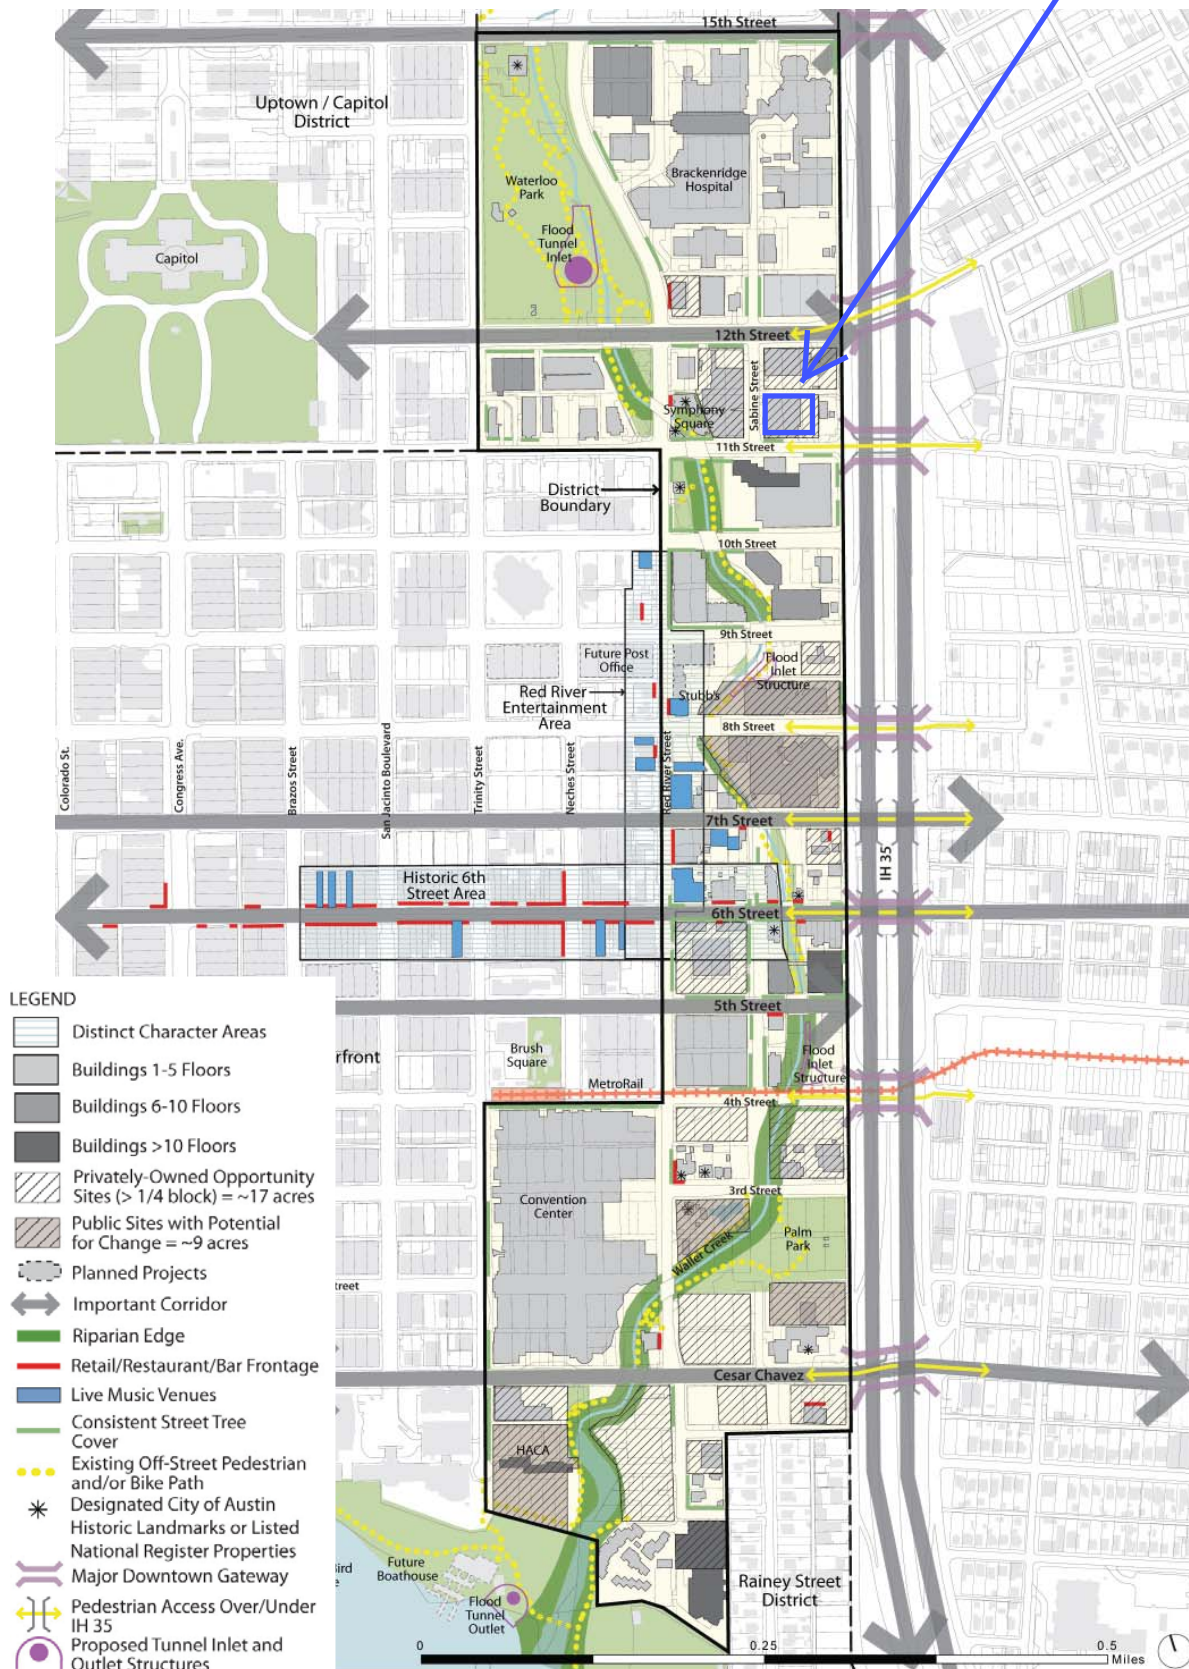 15th Street
Uptown / Capitol
District
Waterloo
Park
Brackenridge
Hospital
Flood
Tunnel
Inlet
Capitol
12th Street
Sabine Street
Symphony
Square
11th Street
District
Boundary
10th Street
9th Street
Future Post
Office
Flood
Inlet
Structure
Red River
Entertainment
Area
Stubb's
8th Street
Colorado St.
Congress Ave.
Brazos Street
San Jacinto Boulevard
Trinity Street
Neches Street
Red River Street
7th Street
IH 35
Historic 6th
Street Area
6th Street
5th Street
rfront
Brush
Square
MetroRail
Flood
Inlet
Structure
4th Street
3rd Street
Convention
Center
Palm
Park
Waller Creek
treet
Cesar Chavez
HACA
Rainey Street
District
Future
Boathouse
Flood
Tunnel
Outlet
ird
e
0
0.25
0.5
Miles
LEGEND
Distinct Character Areas
Buildings 1-5 Floors
Buildings 6-10 Floors
Buildings >10 Floors
Privately-Owned Opportunity
Sites (> 1/4 block) = ~17 acres
Public Sites with Potential
for Change = ~9 acres
Planned Projects
Important Corridor
Riparian Edge
Retail/Restaurant/Bar Frontage
Live Music Venues
Consistent Street Tree
Cover
Existing Off-Street Pedestrian
and/or Bike Path
Designated City of Austin
Historic Landmarks or Listed
National Register Properties
Major Downtown Gateway
Pedestrian Access Over/Under
IH 35
Proposed Tunnel Inlet and
Outlet Structures